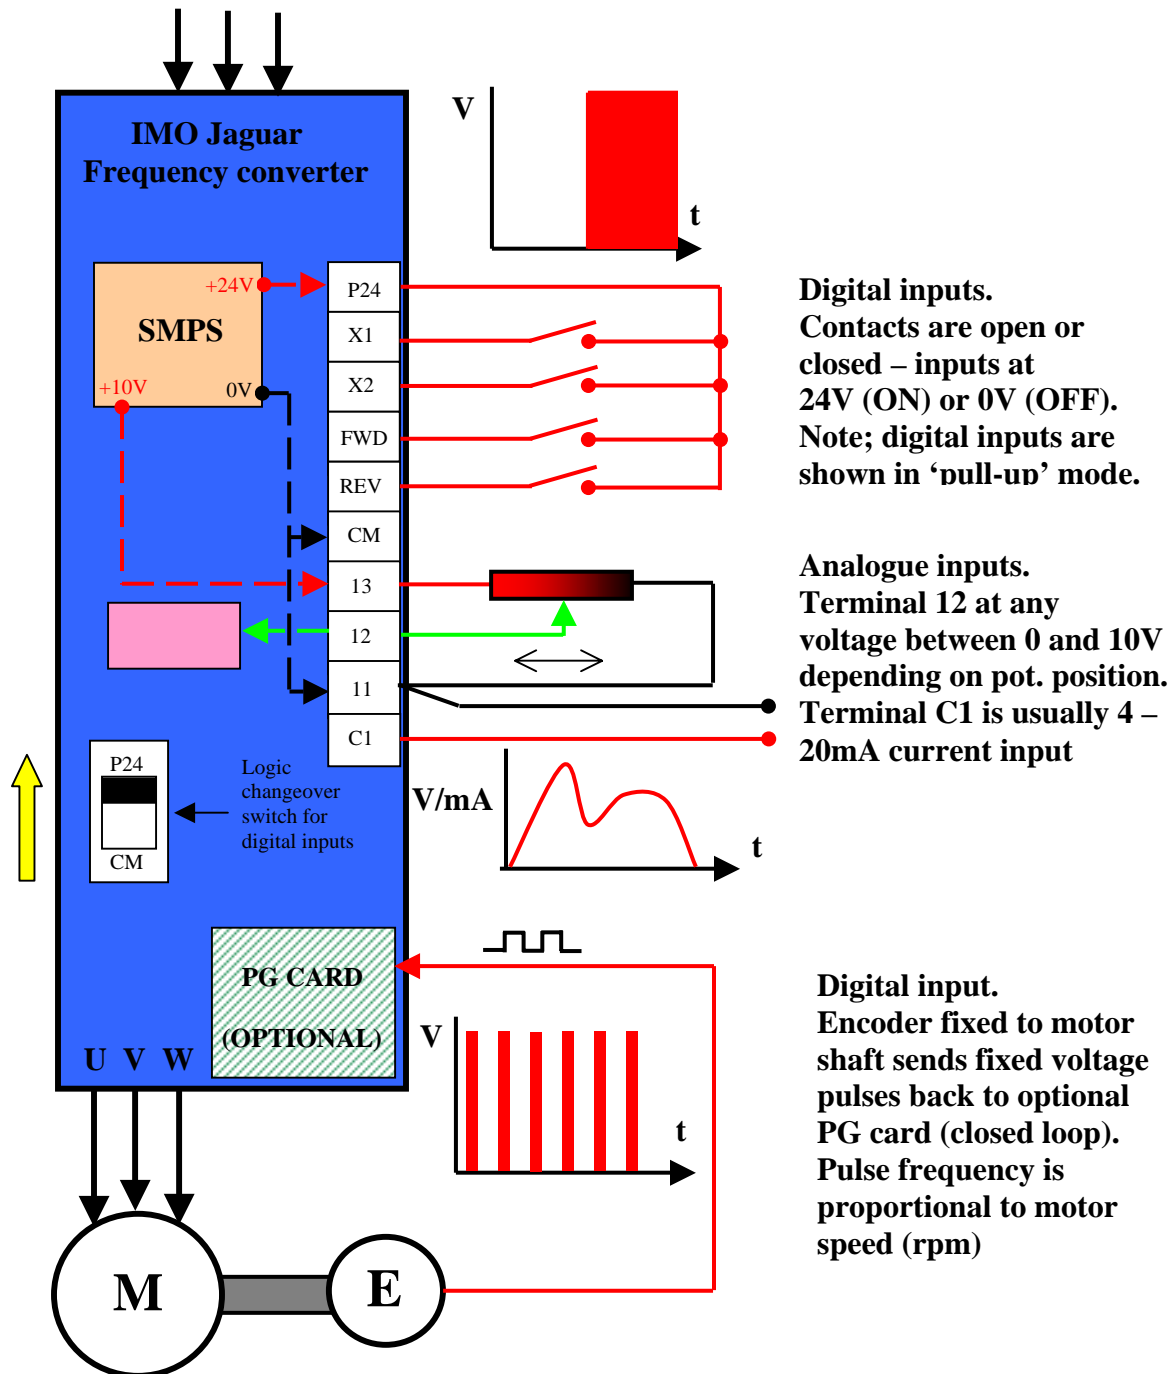 IMO Jaguar
Frequency converter
V
t
+24V
SMPS
+10V
0V
P24
X1
X2
FWD
REV
CM
13
12
11
C1
Digital inputs.
Contacts are open or
closed – inputs at
24V (ON) or 0V (OFF).
Note; digital inputs are
shown in ‘pull-up’ mode.
Analogue inputs.
Terminal 12 at any
voltage between 0 and 10V
depending on pot. position.
Terminal C1 is usually 4 –
20mA current input
P24
CM
Logic
changeover
switch for
digital inputs
V/mA
t
PG CARD
(OPTIONAL)
U V W
V
t
Digital input.
Encoder fixed to motor
shaft sends fixed voltage
pulses back to optional
PG card (closed loop).
Pulse frequency is
proportional to motor
speed (rpm)
M
E